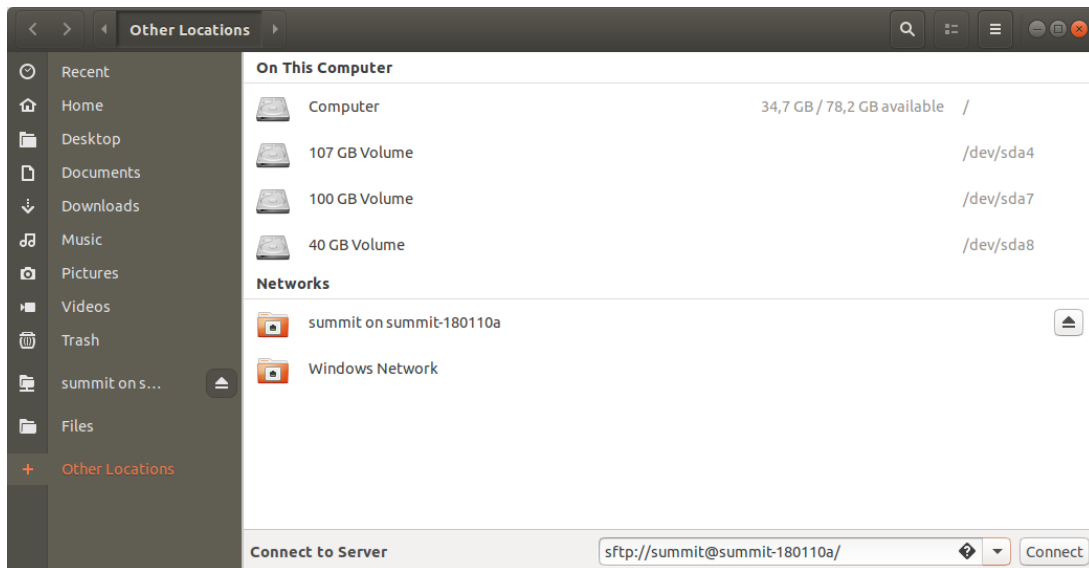 Other Locations
Recent
Home
Desktop
Documents
Downloads
Music
Pictures
Videos
Trash
summit on s...
Files
Other Locations
On This Computer
Computer 34,7 GB / 78,2 GB available /
107 GB Volume /dev/sda4
100 GB Volume /dev/sda7
40 GB Volume /dev/sda8
Networks
summit on summit-180110a
Windows Network
Connect to Server sftp://summit@summit-180110a/ Connect